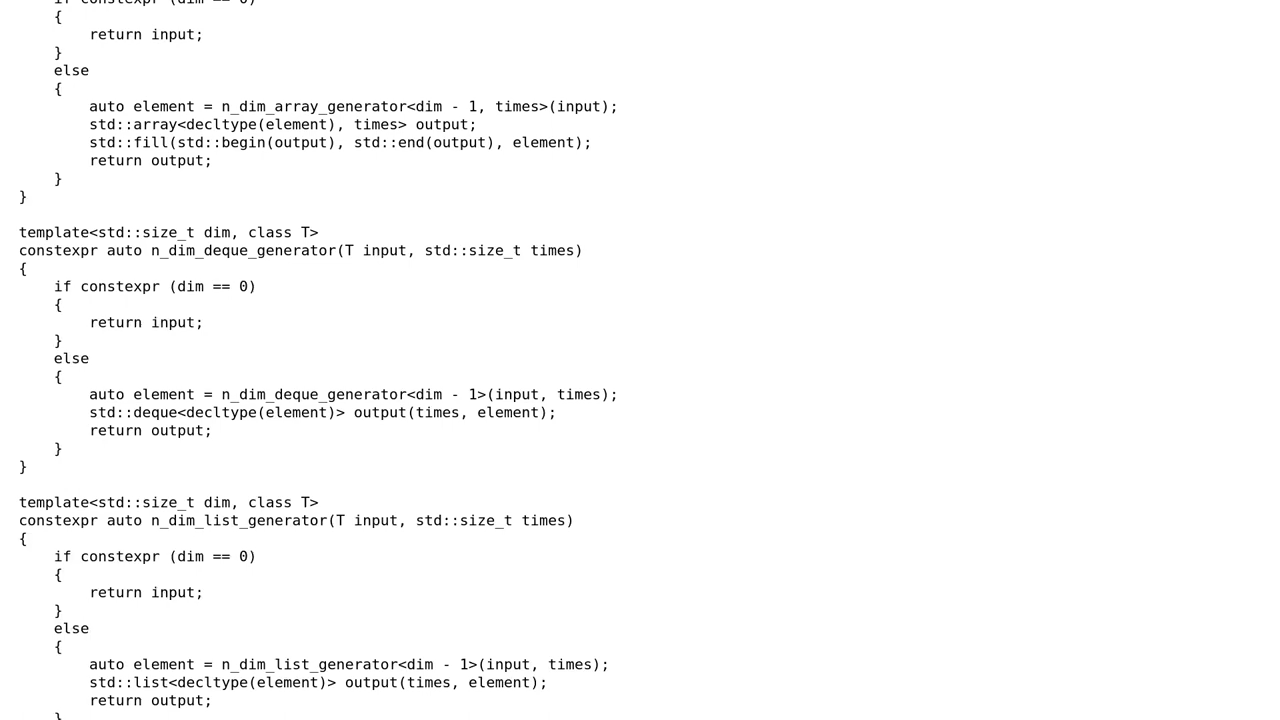 if constexpr (dim == 0)
    {
        return input;
    }
    else
    {
        auto element = n_dim_array_generator<dim - 1, times>(input);
        std::array<decltype(element), times> output;
        std::fill(std::begin(output), std::end(output), element);
        return output;
    }
}

template<std::size_t dim, class T>
constexpr auto n_dim_deque_generator(T input, std::size_t times)
{
    if constexpr (dim == 0)
    {
        return input;
    }
    else
    {
        auto element = n_dim_deque_generator<dim - 1>(input, times);
        std::deque<decltype(element)> output(times, element);
        return output;
    }
}

template<std::size_t dim, class T>
constexpr auto n_dim_list_generator(T input, std::size_t times)
{
    if constexpr (dim == 0)
    {
        return input;
    }
    else
    {
        auto element = n_dim_list_generator<dim - 1>(input, times);
        std::list<decltype(element)> output(times, element);
        return output;
    }